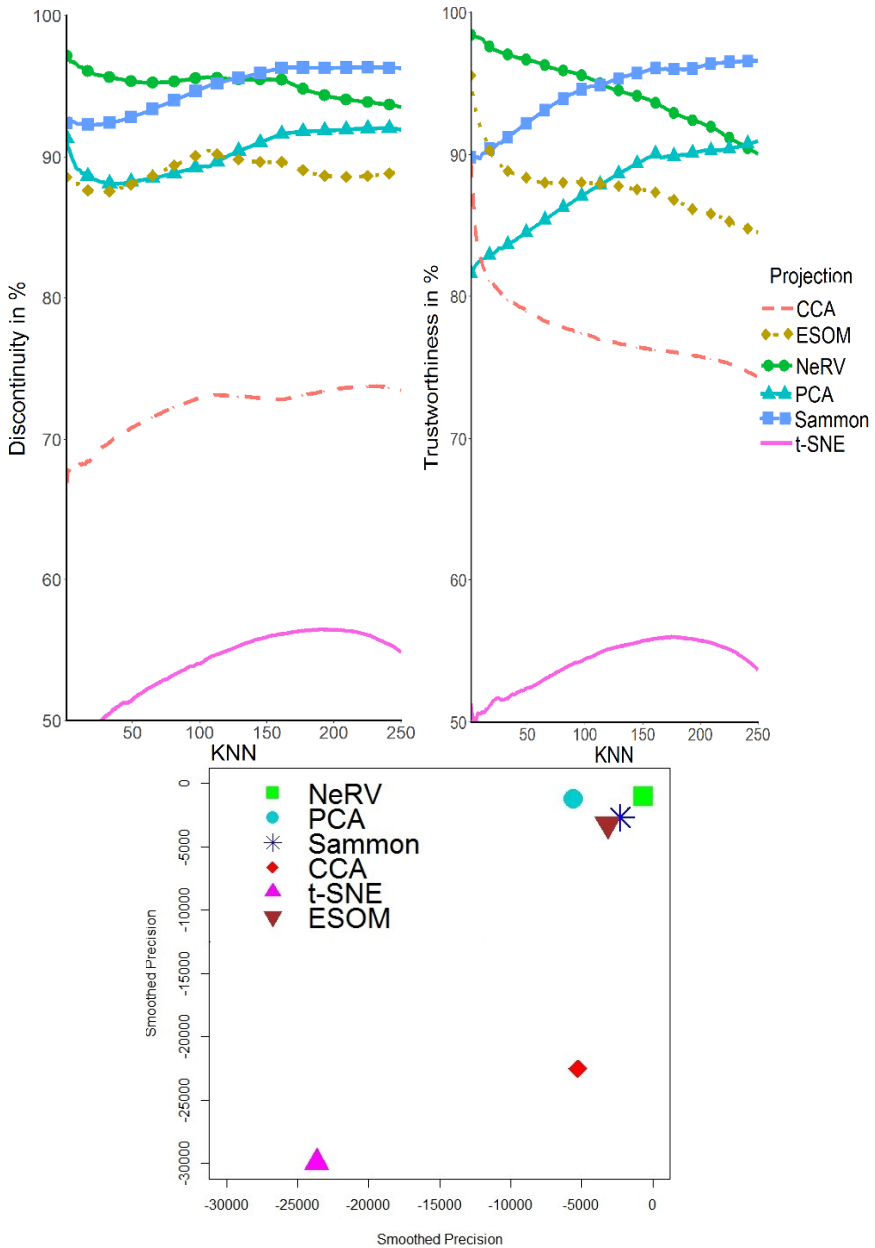 100
90
80
70
60
50
Discontinuity in %
50
100
150
200
250
KNN
100
90
80
70
60
50
Trustworthiness in %
50
100
150
200
250
KNN
Projection
CCA
ESOM
NeRV
PCA
Sammon
t-SNE
0
-5000
-10000
-15000
-20000
-25000
-30000
Smoothed Precision
NeRV
PCA
Sammon
CCA
t-SNE
ESOM
-30000
-25000
-20000
-15000
-10000
-5000
0
Smoothed Precision